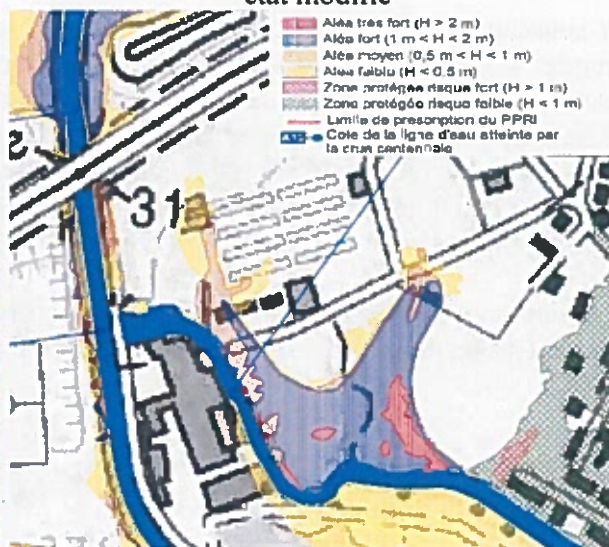 état modifié
Aléa très fort (H > 2 m)
Aléa fort (1 m < H < 2 m)
Aléa moyen (0,5 m < H < 1 m)
Aléa faible (H < 0,5 m)
Zone protégée risque fort (H > 1 m)
Zone protégée risque faible (H < 1 m)
Limite de prescription du PPRI
Cote de la ligne d'eau atteinte par
la crue centennale
31